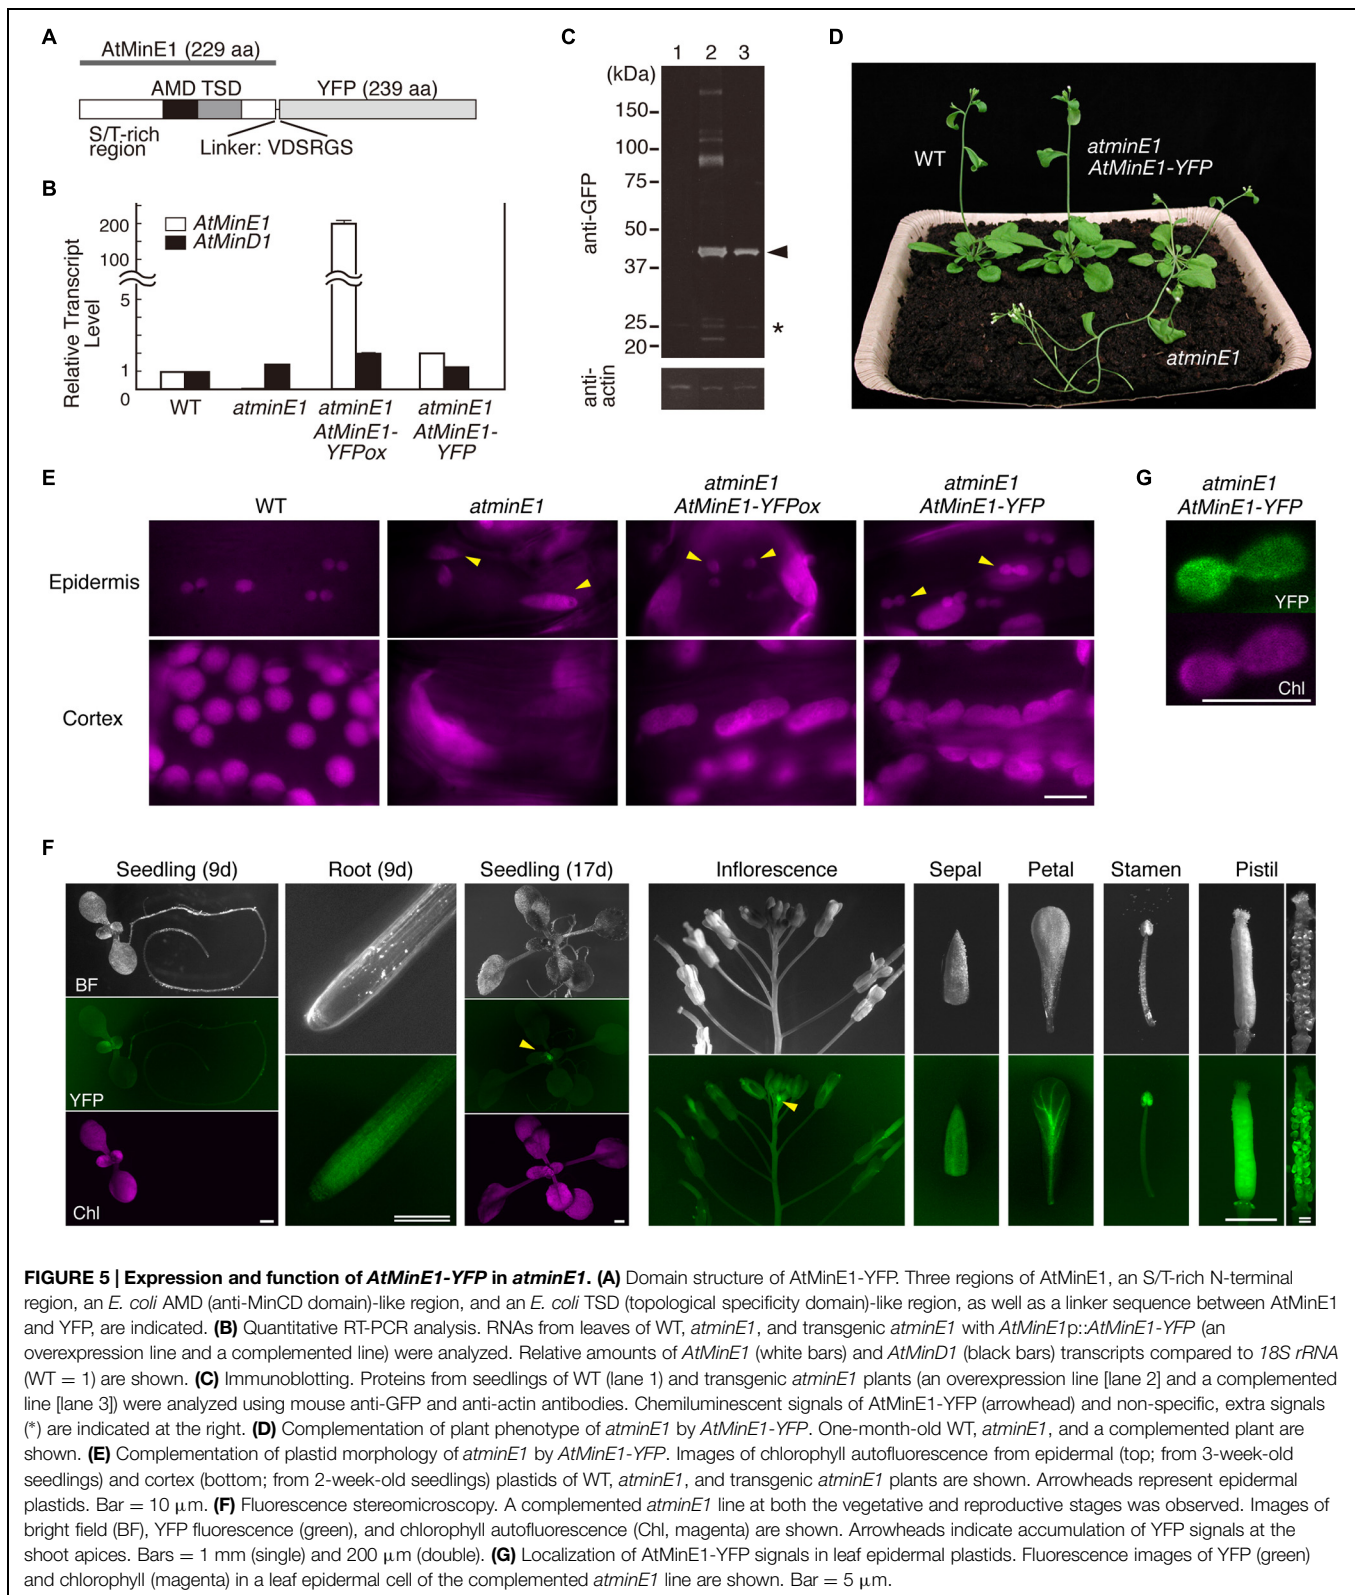 A
AtMinE1 (229 aa)
AMD TSD
YFP (239 aa)
S/T-rich
region
Linker: VDSRGS
B
Relative Transcript
Level
200
100
5
1
0
AtMinE1
AtMinD1
WT
atminE1
atminE1
AtMinE1-
YFPox
atminE1
AtMinE1-
YFP
C
1 2 3
(kDa)
150
100
75
50
37
25
20
anti-GFP
*
anti-
actin
D
WT
atminE1
AtMinE1-YFP
atminE1
E
WT
atminE1
atminE1
AtMinE1-YFPox
atminE1
AtMinE1-YFP
Epidermis
Cortex
G
atminE1
AtMinE1-YFP
YFP
Chl
F
Seedling (9d)
Root (9d)
Seedling (17d)
Inflorescence
Sepal
Petal
Stamen
Pistil
BF
YFP
Chl
FIGURE 5 | Expression and function of AtMinE1-YFP in atminE1. (A) Domain structure of AtMinE1-YFP. Three regions of AtMinE1, an S/T-rich N-terminal
region, an E. coli AMD (anti-MinCD domain)-like region, and an E. coli TSD (topological specificity domain)-like region, as well as a linker sequence between AtMinE1
and YFP, are indicated. (B) Quantitative RT-PCR analysis. RNAs from leaves of WT, atminE1, and transgenic atminE1 with AtMinE1p::AtMinE1-YFP (an
overexpression line and a complemented line) were analyzed. Relative amounts of AtMinE1 (white bars) and AtMinD1 (black bars) transcripts compared to 18S rRNA
(WT = 1) are shown. (C) Immunoblotting. Proteins from seedlings of WT (lane 1) and transgenic atminE1 plants (an overexpression line [lane 2] and a complemented
line [lane 3]) were analyzed using mouse anti-GFP and anti-actin antibodies. Chemiluminescent signals of AtMinE1-YFP (arrowhead) and non-specific, extra signals
(*) are indicated at the right. (D) Complementation of plant phenotype of atminE1 by AtMinE1-YFP. One-month-old WT, atminE1, and a complemented plant are
shown. (E) Complementation of plastid morphology of atminE1 by AtMinE1-YFP. Images of chlorophyll autofluorescence from epidermal (top; from 3-week-old
seedlings) and cortex (bottom; from 2-week-old seedlings) plastids of WT, atminE1, and transgenic atminE1 plants are shown. Arrowheads represent epidermal
plastids. Bar = 10 μm. (F) Fluorescence stereomicroscopy. A complemented atminE1 line at both the vegetative and reproductive stages was observed. Images of
bright field (BF), YFP fluorescence (green), and chlorophyll autofluorescence (Chl, magenta) are shown. Arrowheads indicate accumulation of YFP signals at the
shoot apices. Bars = 1 mm (single) and 200 μm (double). (G) Localization of AtMinE1-YFP signals in leaf epidermal plastids. Fluorescence images of YFP (green)
and chlorophyll (magenta) in a leaf epidermal cell of the complemented atminE1 line are shown. Bar = 5 μm.